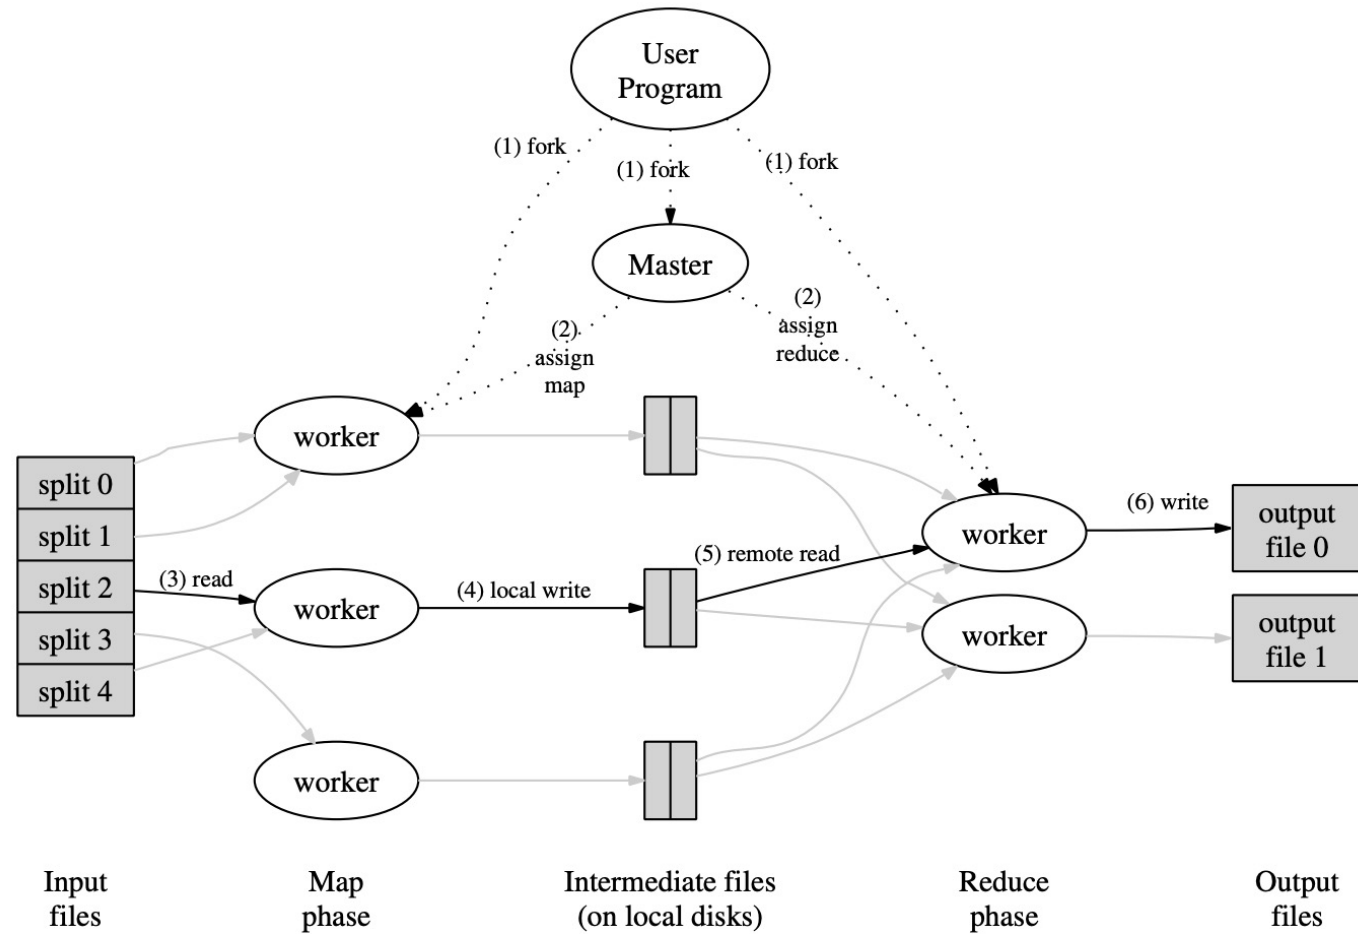 User
Program
(1) fork
(1) fork
(1) fork
Master
(2)
assign
map
(2)
assign
reduce
worker
split 0
split 1
split 2
split 3
split 4
(3) read
worker
(4) local write
(5) remote read
worker
(6) write
output
file 0
worker
output
file 1
worker
Input
files
Map
phase
Intermediate files
(on local disks)
Reduce
phase
Output
files